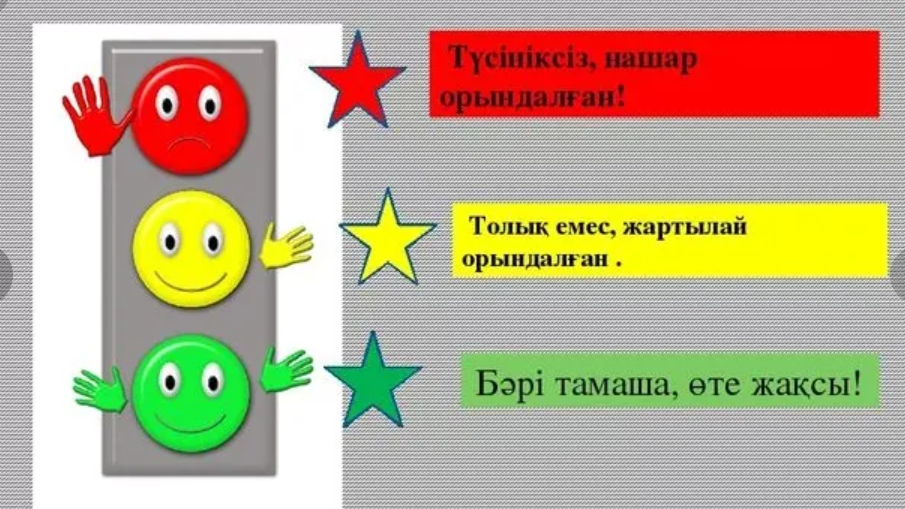 Түсініксіз, нашар
орындалған!
Толық емес, жартылай
орындалған .
Бәрі тамаша, өте жақсы!